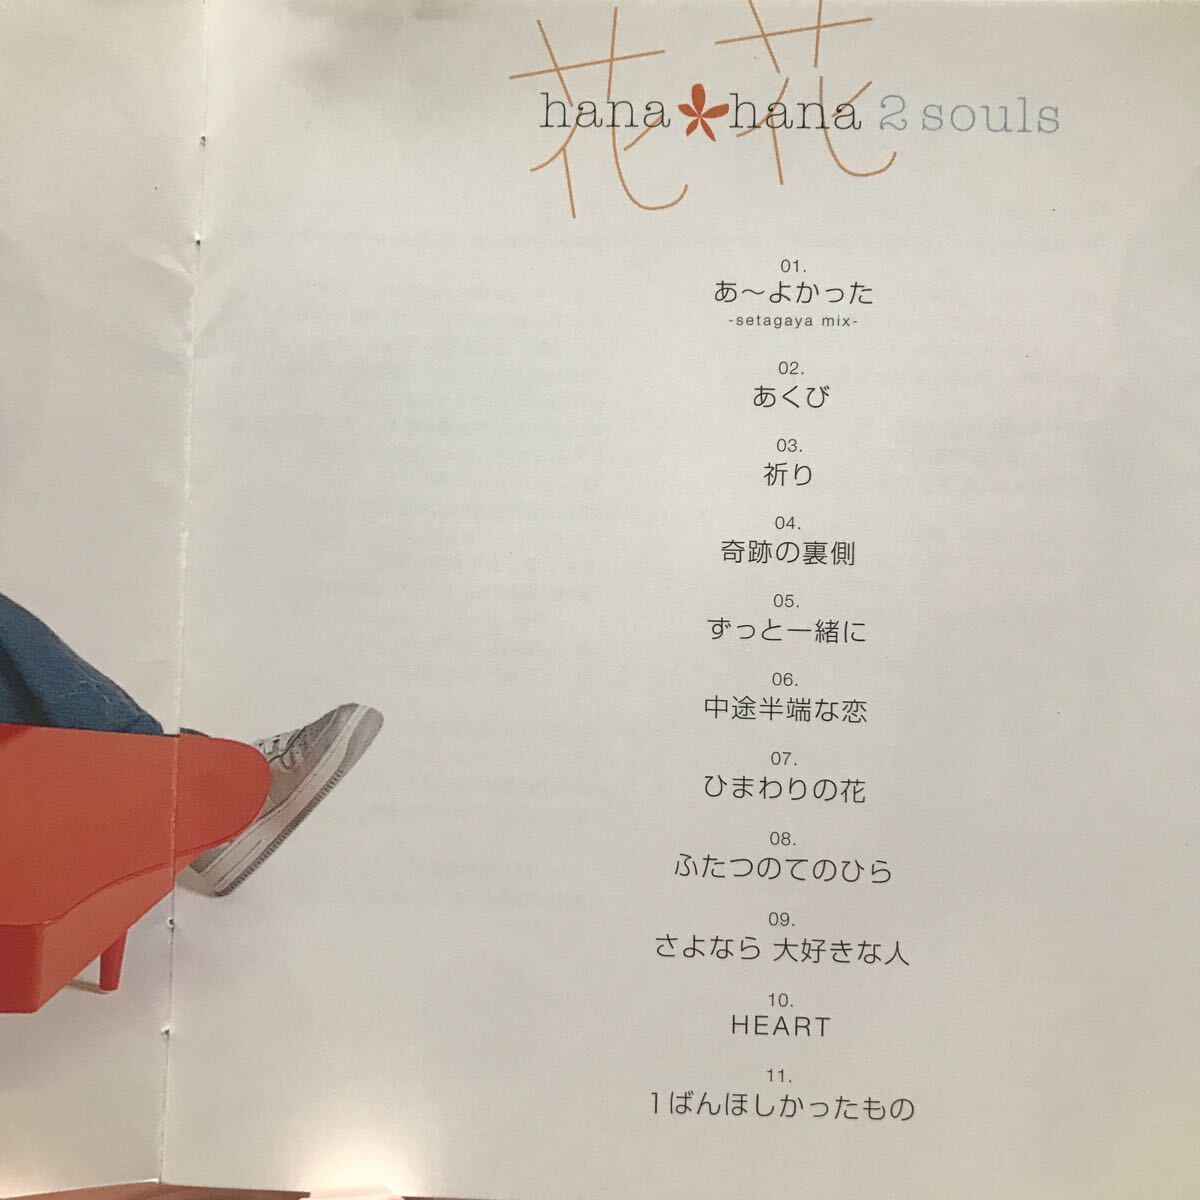 花*花
hana*hana 2 souls
01.
あ〜よかった
-setagaya mix-
02.
あくび
03.
祈り
04.
奇跡の裏側
05.
ずっと一緒に
06.
中途半端な恋
07.
ひまわりの花
08.
ふたつのてのひら
09.
さよなら 大好きな人
10.
HEART
11.
1ばんほしかったもの